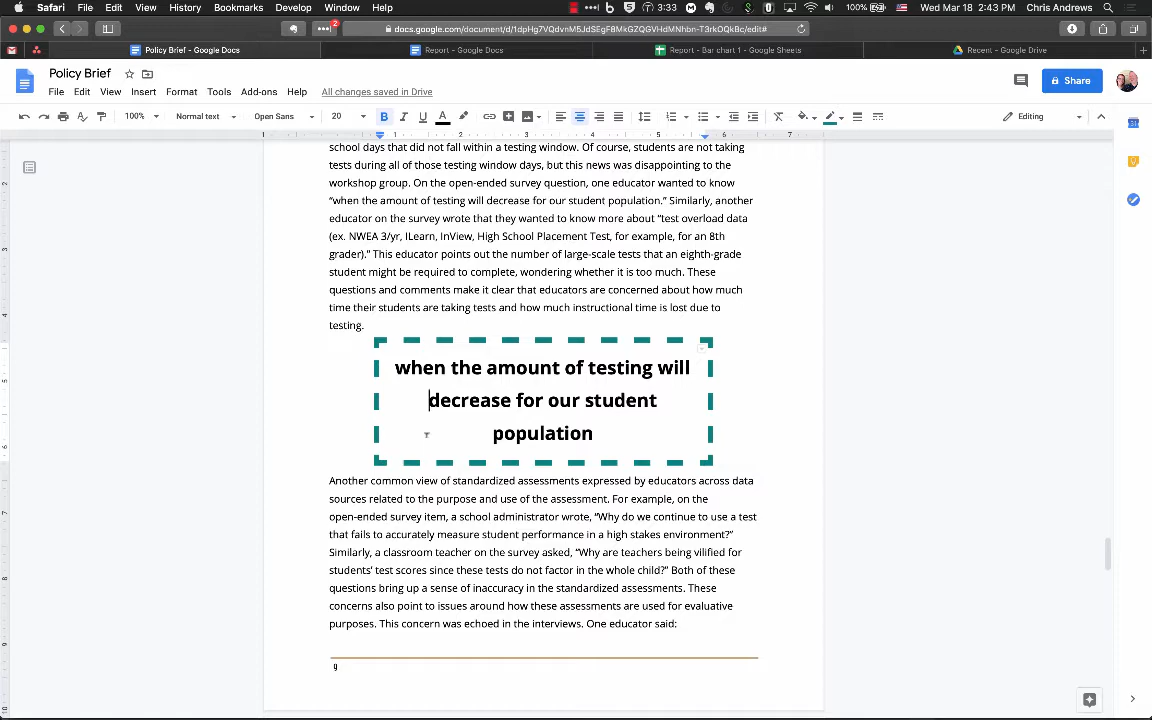 Safari File Edit View History Bookmarks Develop Window Help 3:33 100% Wed Mar 18 2:43 PM Chris Andrews
docs.google.com/document/d/1dpHg7VQdvnM5JdSEgF8MkGZQGVHdMNhbn-T3rkOQkBc/edit#
Policy Brief - Google Docs Report - Google Docs Report - Bar chart 1 - Google Sheets Recent - Google Drive
Policy Brief
Share
File Edit View Insert Format Tools Add-ons Help All changes saved in Drive
100% Normal text Open Sans 20 B I U A Editing
1 1 2 3 4 5 6 7
school days that did not fall within a testing window. Of course, students are not taking
tests during all of those testing window days, but this news was disappointing to the
workshop group. On the open-ended survey question, one educator wanted to know
“when the amount of testing will decrease for our student population.” Similarly, another
educator on the survey wrote that they wanted to know more about “test overload data
(ex. NWEA 3/yr, ILearn, InView, High School Placement Test, for example, for an 8th
grader).” This educator points out the number of large-scale tests that an eighth-grade
student might be required to complete, wondering whether it is too much. These
questions and comments make it clear that educators are concerned about how much
time their students are taking tests and how much instructional time is lost due to
testing.
when the amount of testing will
decrease for our student
population
Another common view of standardized assessments expressed by educators across data
sources related to the purpose and use of the assessment. For example, on the
open-ended survey item, a school administrator wrote, “Why do we continue to use a test
that fails to accurately measure student performance in a high stakes environment?”
Similarly, a classroom teacher on the survey asked, “Why are teachers being vilified for
students’ test scores since these tests do not factor in the whole child?” Both of these
questions bring up a sense of inaccuracy in the standardized assessments. These
concerns also point to issues around how these assessments are used for evaluative
purposes. This concern was echoed in the interviews. One educator said:
9